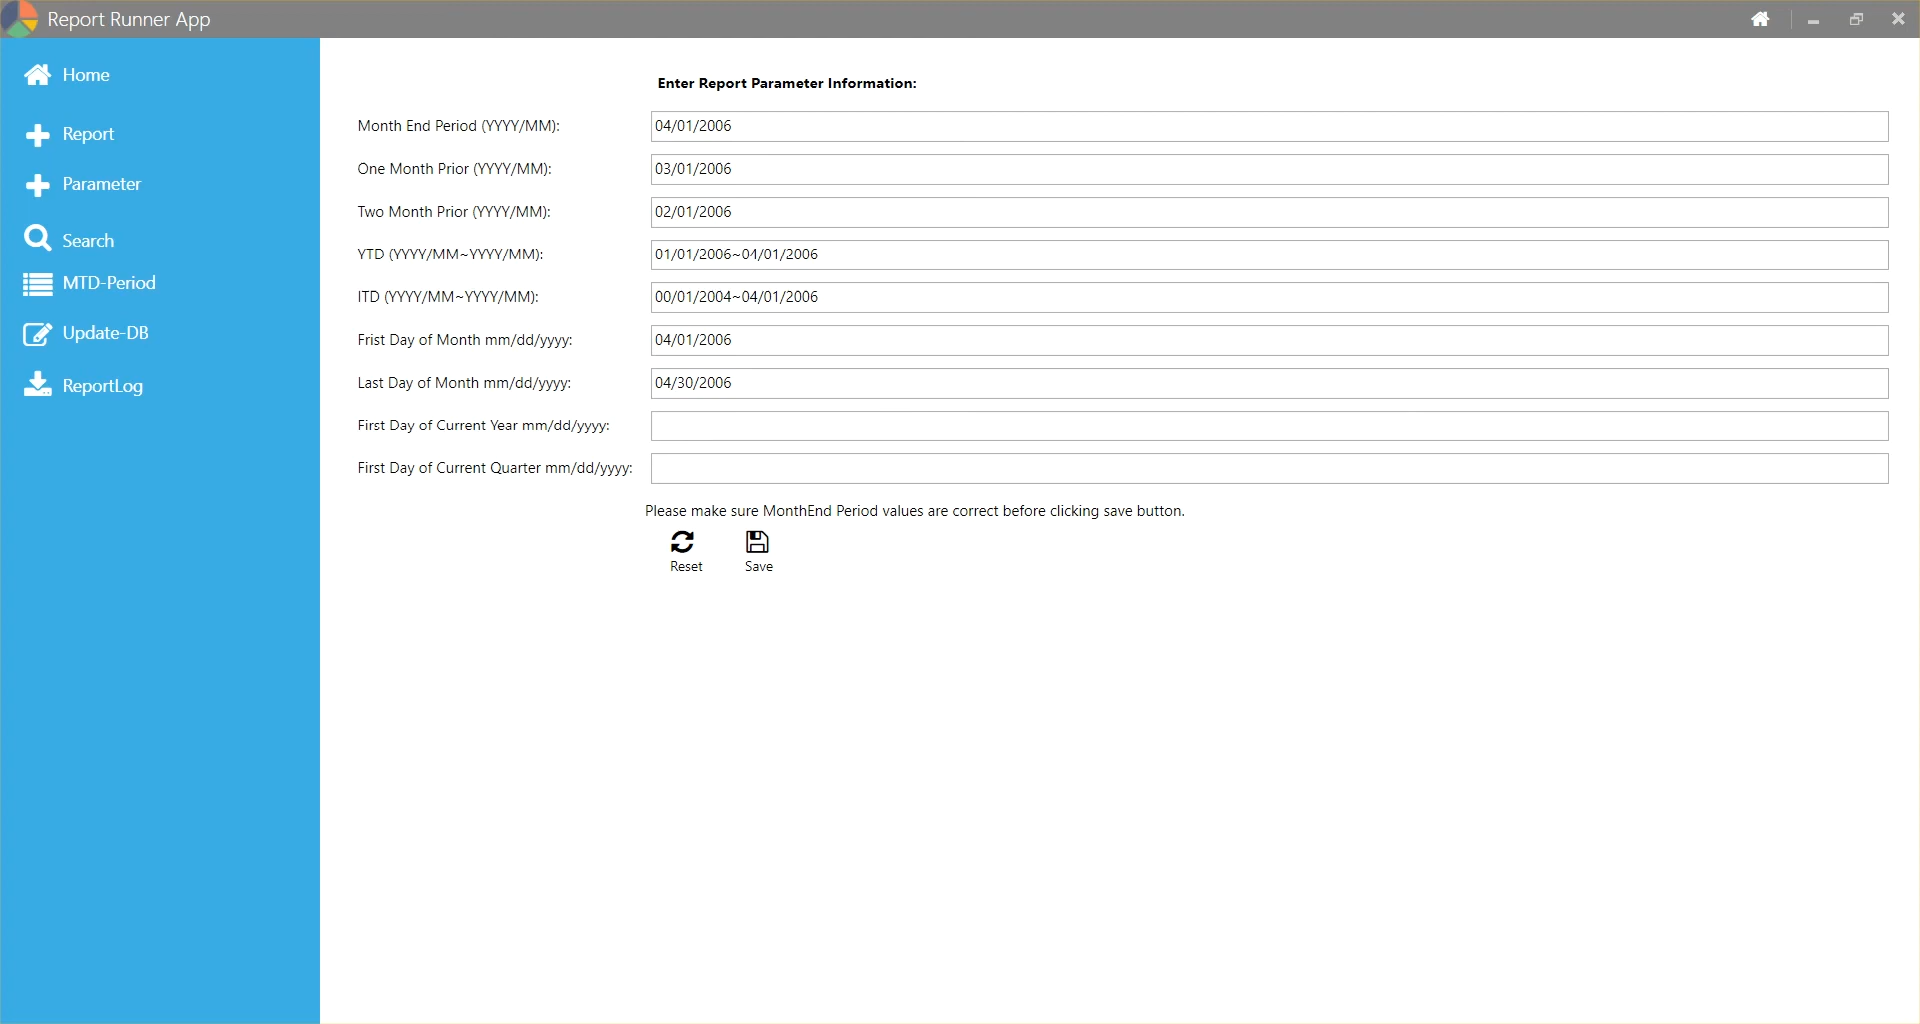 Report Runner App
Home
Report
Parameter
Search
MTD-Period
Update-DB
ReportLog
Enter Report Parameter Information:
Month End Period (YYYY/MM): 04/01/2006
One Month Prior (YYYY/MM): 03/01/2006
Two Month Prior (YYYY/MM): 02/01/2006
YTD (YYYY/MM~YYYY/MM): 01/01/2006~04/01/2006
ITD (YYYY/MM~YYYY/MM): 00/01/2004~04/01/2006
Frist Day of Month mm/dd/yyyy: 04/01/2006
Last Day of Month mm/dd/yyyy: 04/30/2006
First Day of Current Year mm/dd/yyyy:
First Day of Current Quarter mm/dd/yyyy:
Please make sure MonthEnd Period values are correct before clicking save button.
Reset Save